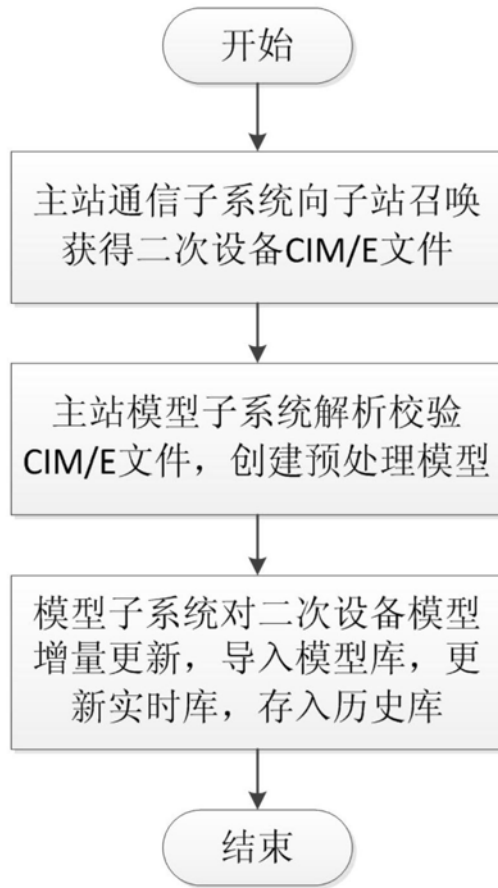 开始
主站通信子系统向子站召唤
获得二次设备CIM/E文件
主站模型子系统解析校验
CIM/E文件，创建预处理模型
模型子系统对二次设备模型
增量更新，导入模型库，更
新实时库，存入历史库
结束